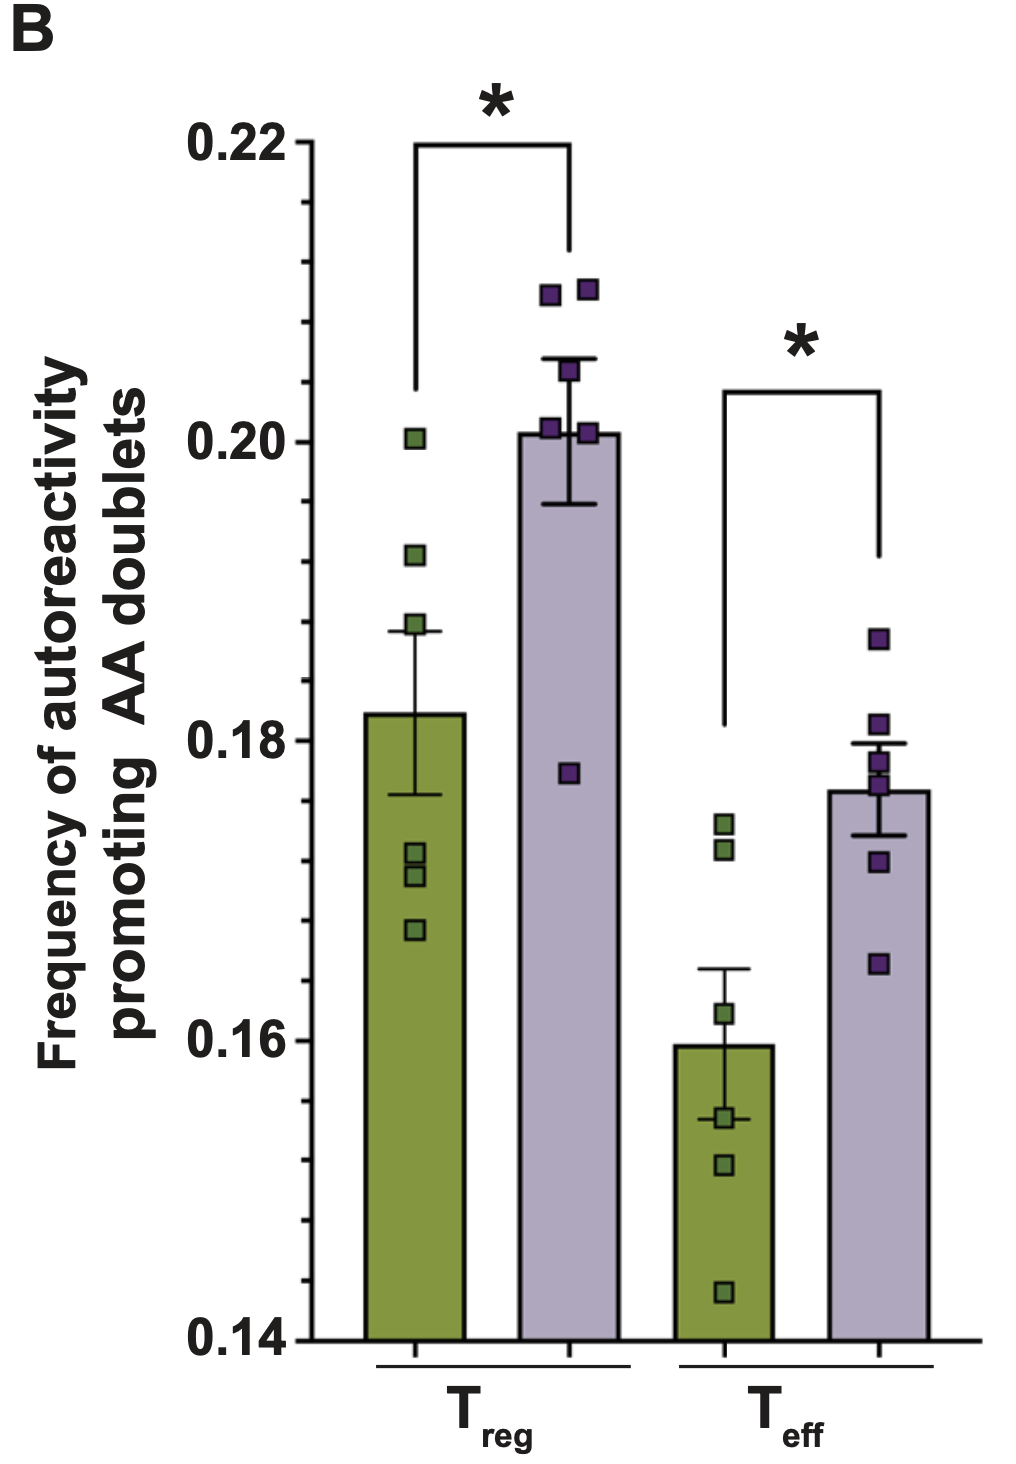 B
Frequency of autoreactivity
promoting AA doublets
0.22
0.20
0.18
0.16
0.14
*
*
Treg
Teff